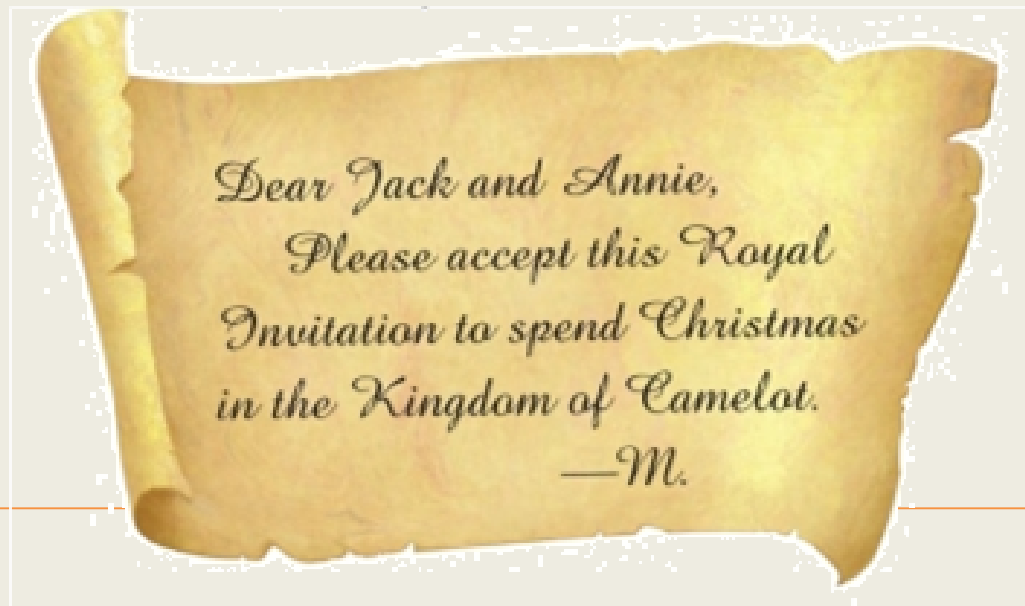 Dear Jack and Annie,
Please accept this Royal
Invitation to spend Christmas
in the Kingdom of Camelot.
—M.